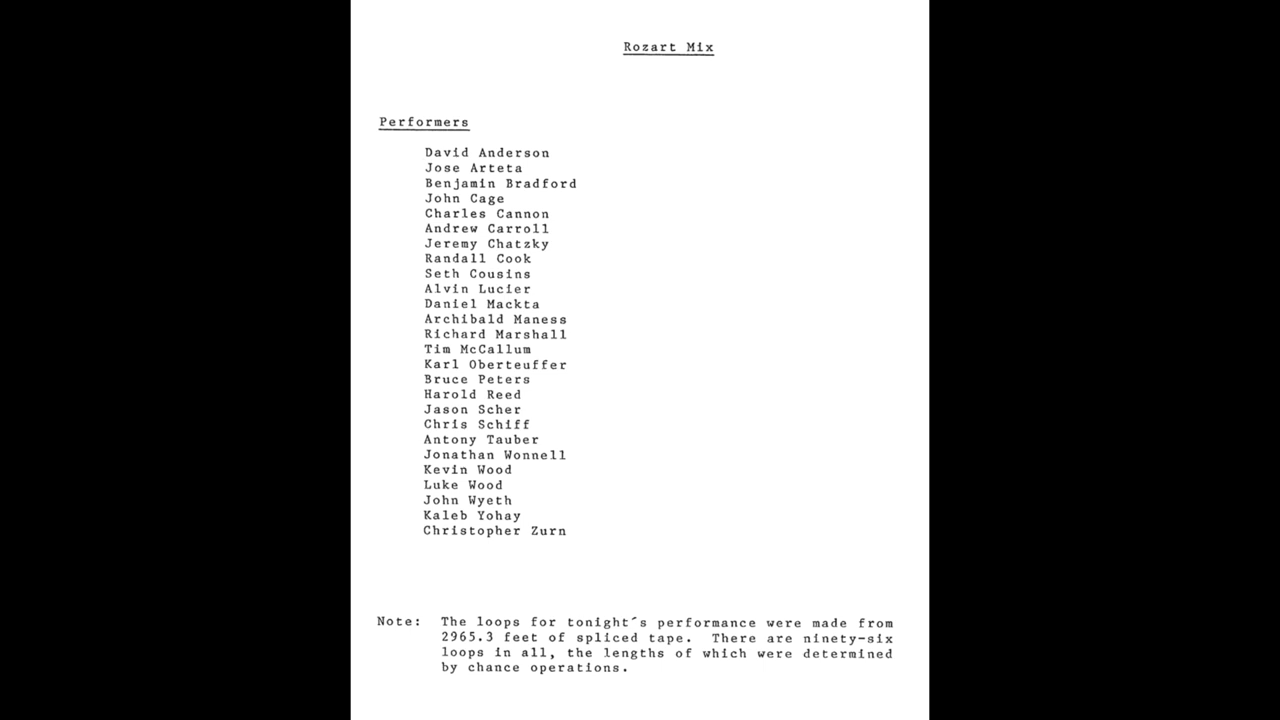 Rozart Mix
Performers
David Anderson
Jose Arteta
Benjamin Bradford
John Cage
Charles Cannon
Andrew Carroll
Jeremy Chatzky
Randall Cook
Seth Cousins
Alvin Lucier
Daniel Mackta
Archibald Maness
Richard Marshall
Tim McCallum
Karl Oberteuffer
Bruce Peters
Harold Reed
Jason Scher
Chris Schiff
Antony Tauber
Jonathan Wonnell
Kevin Wood
Luke Wood
John Wyeth
Kaleb Yohay
Christopher Zurn
Note: The loops for tonight´s performance were made from
2965.3 feet of spliced tape. There are ninety-six
loops in all, the lengths of which were determined
by chance operations.